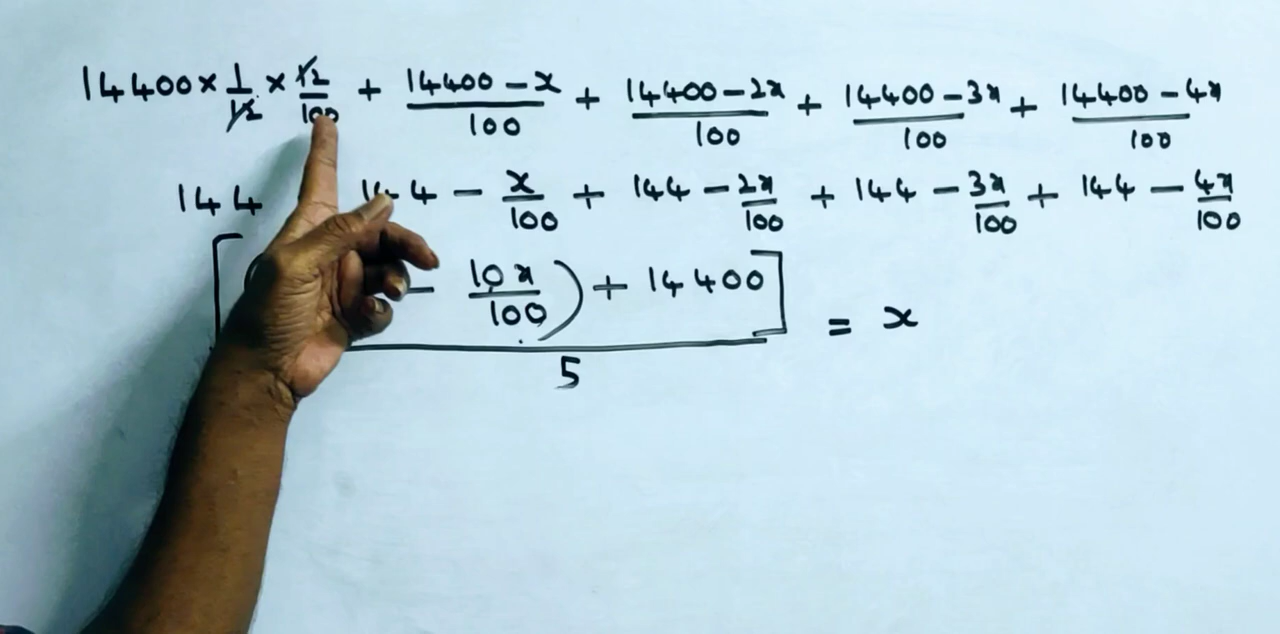 14400 × 1/12 × 12/100 + 14400 - x/100 + 14400 - 2x/100 + 14400 - 3x/100 + 14400 - 4x/100
144 144 - x/100 + 144 - 2x/100 + 144 - 3x/100 + 144 - 4x/100
[ ( - 10x/100 ) + 14400 ] / 5 = x